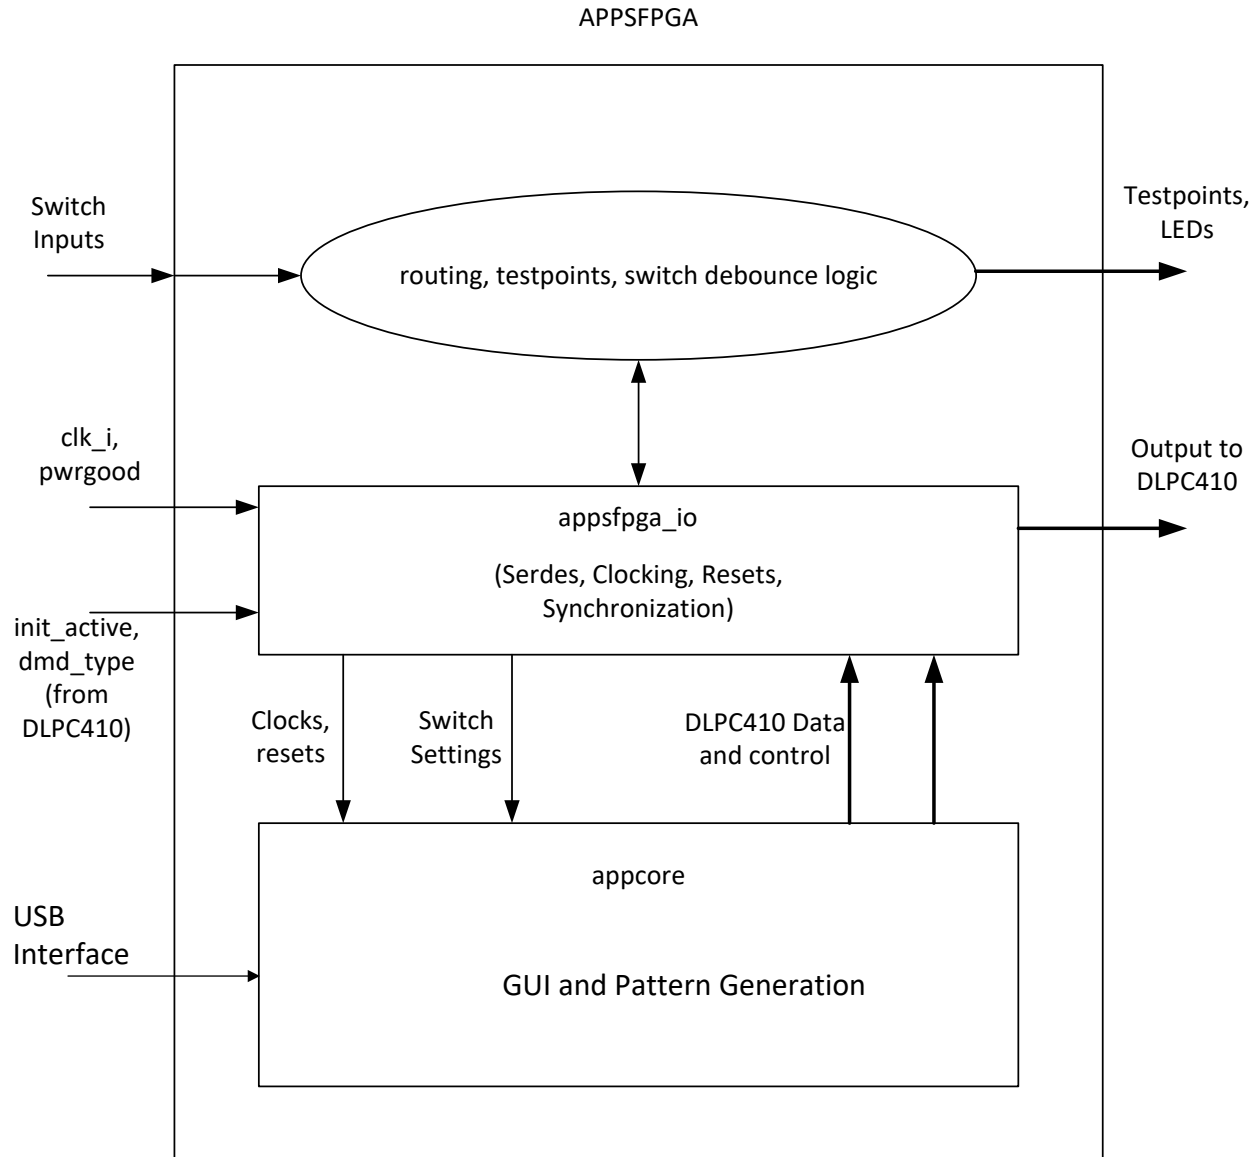 APPSFPGA
Switch
Inputs
routing, testpoints, switch debounce logic
Testpoints,
LEDs
clk_i,
pwrgood
appsfpga_io
(Serdes, Clocking, Resets,
Synchronization)
Output to
DLPC410
init_active,
dmd_type
(from
DLPC410)
Clocks,
resets
Switch
Settings
DLPC410 Data
and control
appcore
GUI and Pattern Generation
USB
Interface